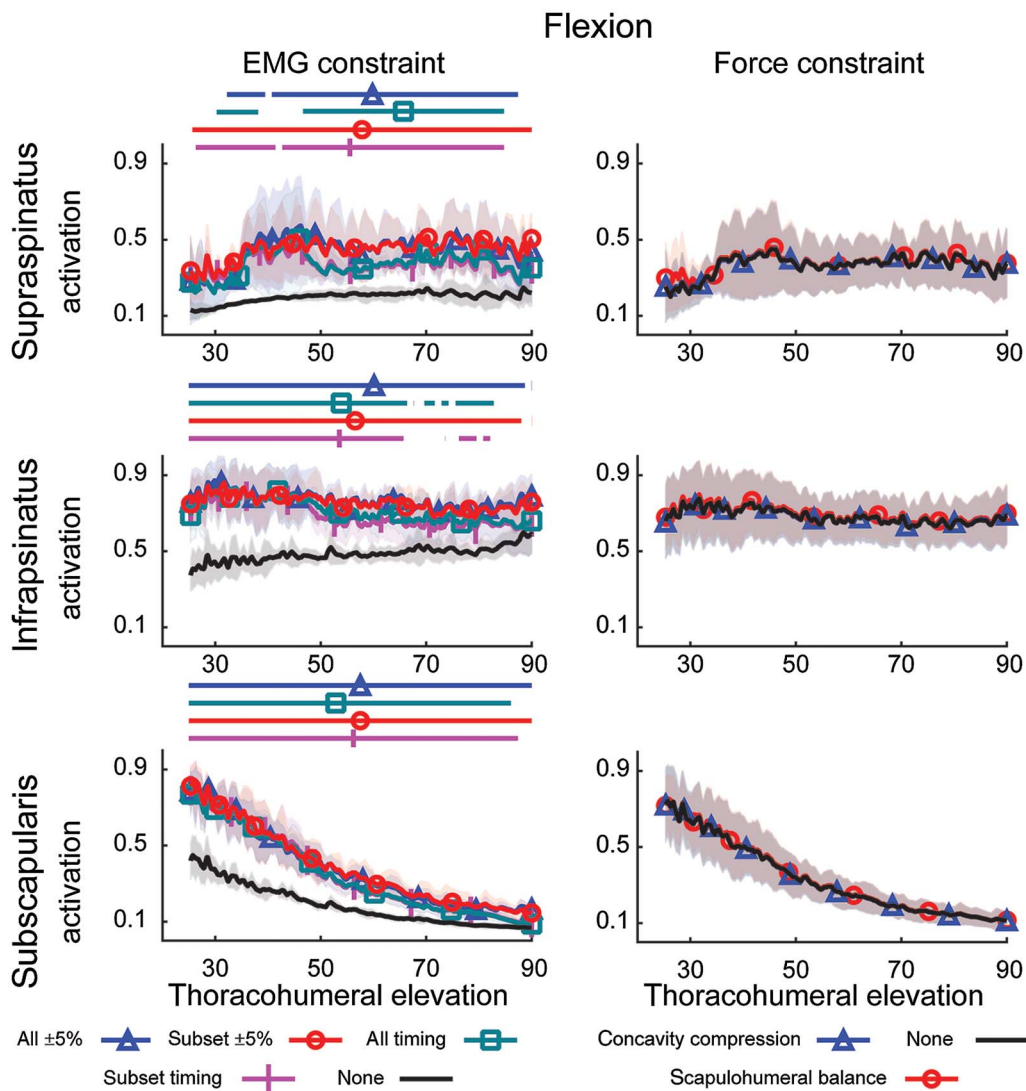 Flexion
EMG constraint
Force constraint
Supraspinatus
activation
0.9
0.5
0.1
30 50 70 90
0.9
0.5
0.1
30 50 70 90
Infrapsinatus
activation
0.9
0.5
0.1
30 50 70 90
0.9
0.5
0.1
30 50 70 90
Subscapularis
activation
0.9
0.5
0.1
30 50 70 90
0.9
0.5
0.1
30 50 70 90
Thoracohumeral elevation
Thoracohumeral elevation
All ±5% Subset ±5% All timing
Subset timing None
Concavity compression None
Scapulohumeral balance